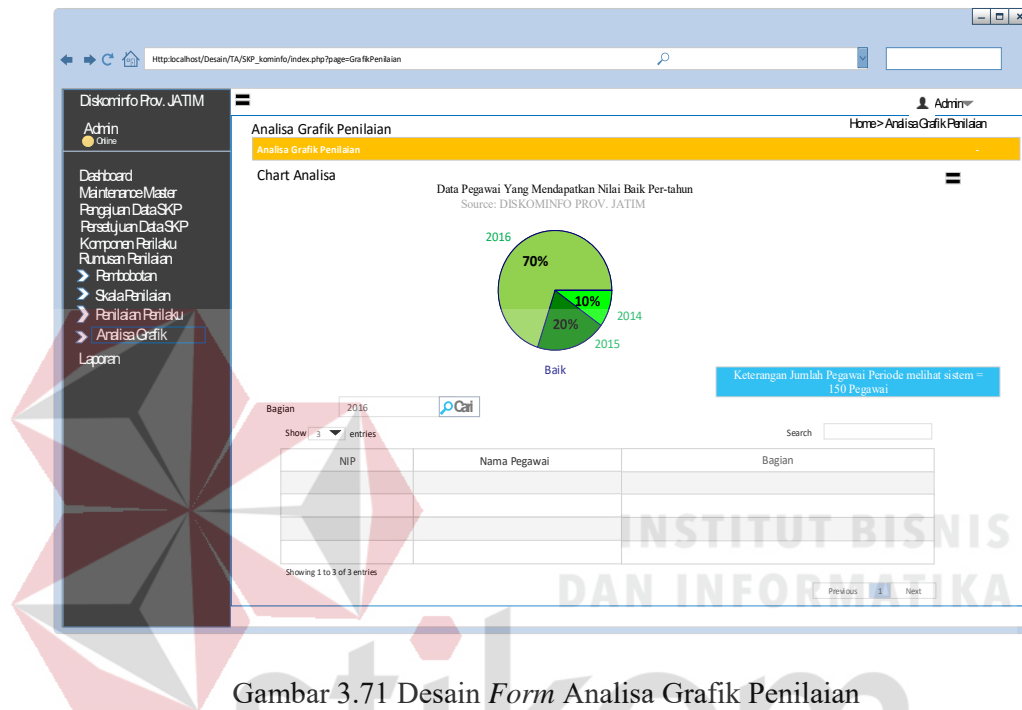 Http:localhost/Desain/TA/SKP_kominfo/index.php?page=GrafikPenilaian
Diskominfo Prov. JATIM
Admin
Online
Admin
Home > Analisa Grafik Penilaian
Analisa Grafik Penilaian
Analisa Grafik Penilaian -
Dashboard
Maintenance Master
Pengajuan Data SKP
Persetujuan Data SKP
Komponen Perilaku
Rumusan Penilaian
Pembobotan
Skala Penilaian
Penilaian Perilaku
Analisa Grafik
Laporan
Chart Analisa
Data Pegawai Yang Mendapatkan Nilai Baik Per-tahun
Source: DISKOMINFO PROV. JATIM
2016
70%
10%
2014
20%
2015
Baik
Keterangan Jumlah Pegawai Periode melihat sistem =
150 Pegawai
Bagian 2016 Cari
Show 3 entries Search
NIP Nama Pegawai Bagian
Showing 1 to 3 of 3 entries
Previous 1 Next
INSTITUT BISNIS
DAN INFORMATIKA
stikom
Gambar 3.71 Desain Form Analisa Grafik Penilaian